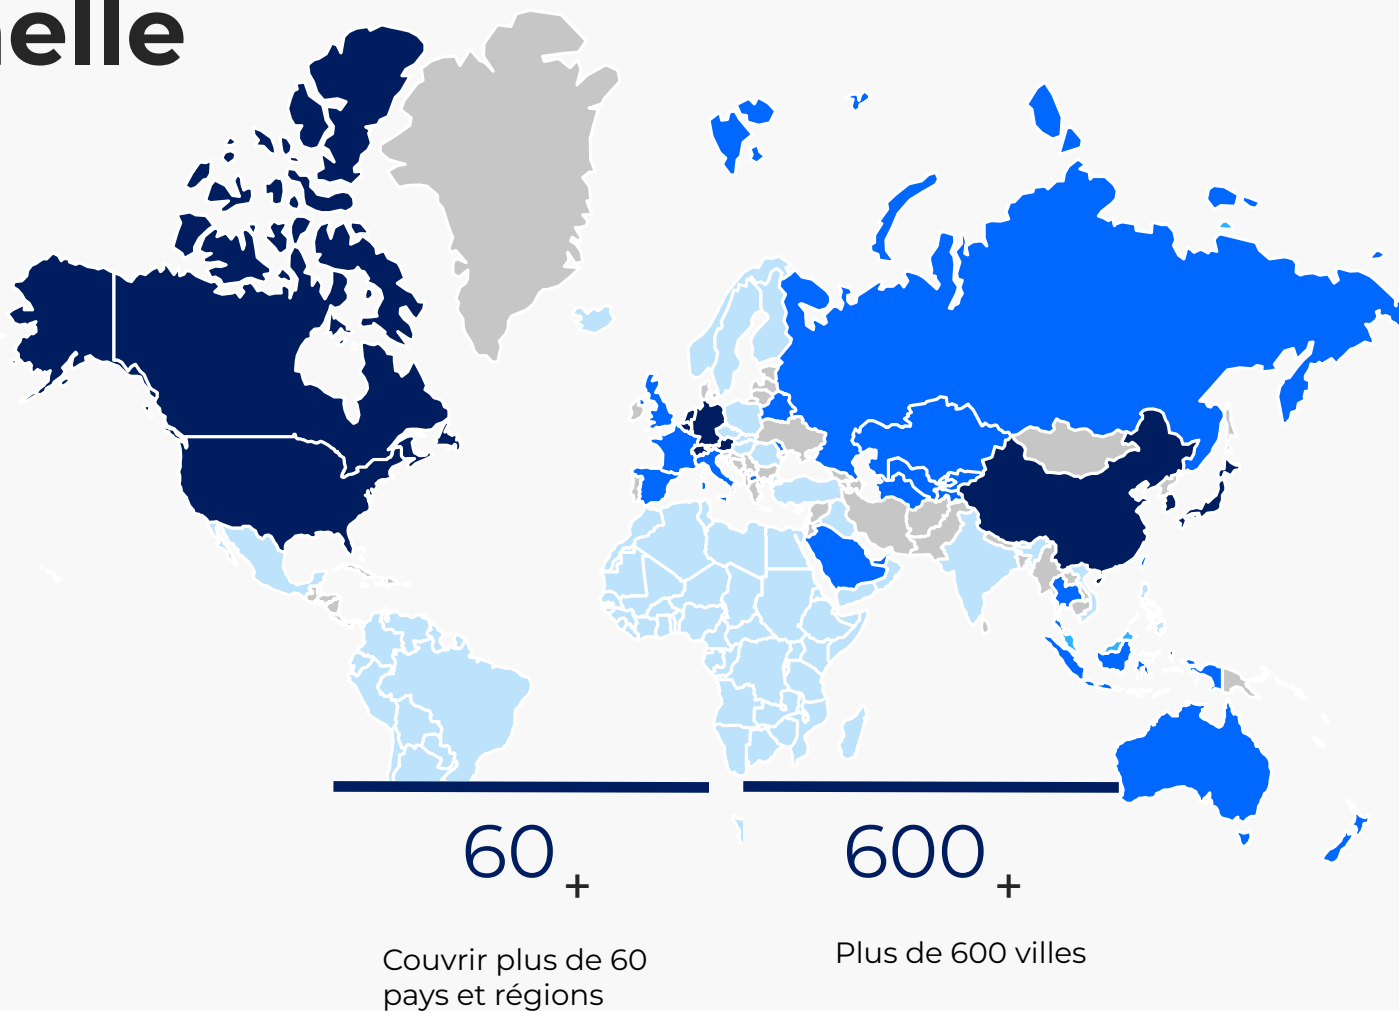 elle
60
+
600
+
Couvrir plus de 60
pays et régions
Plus de 600 villes